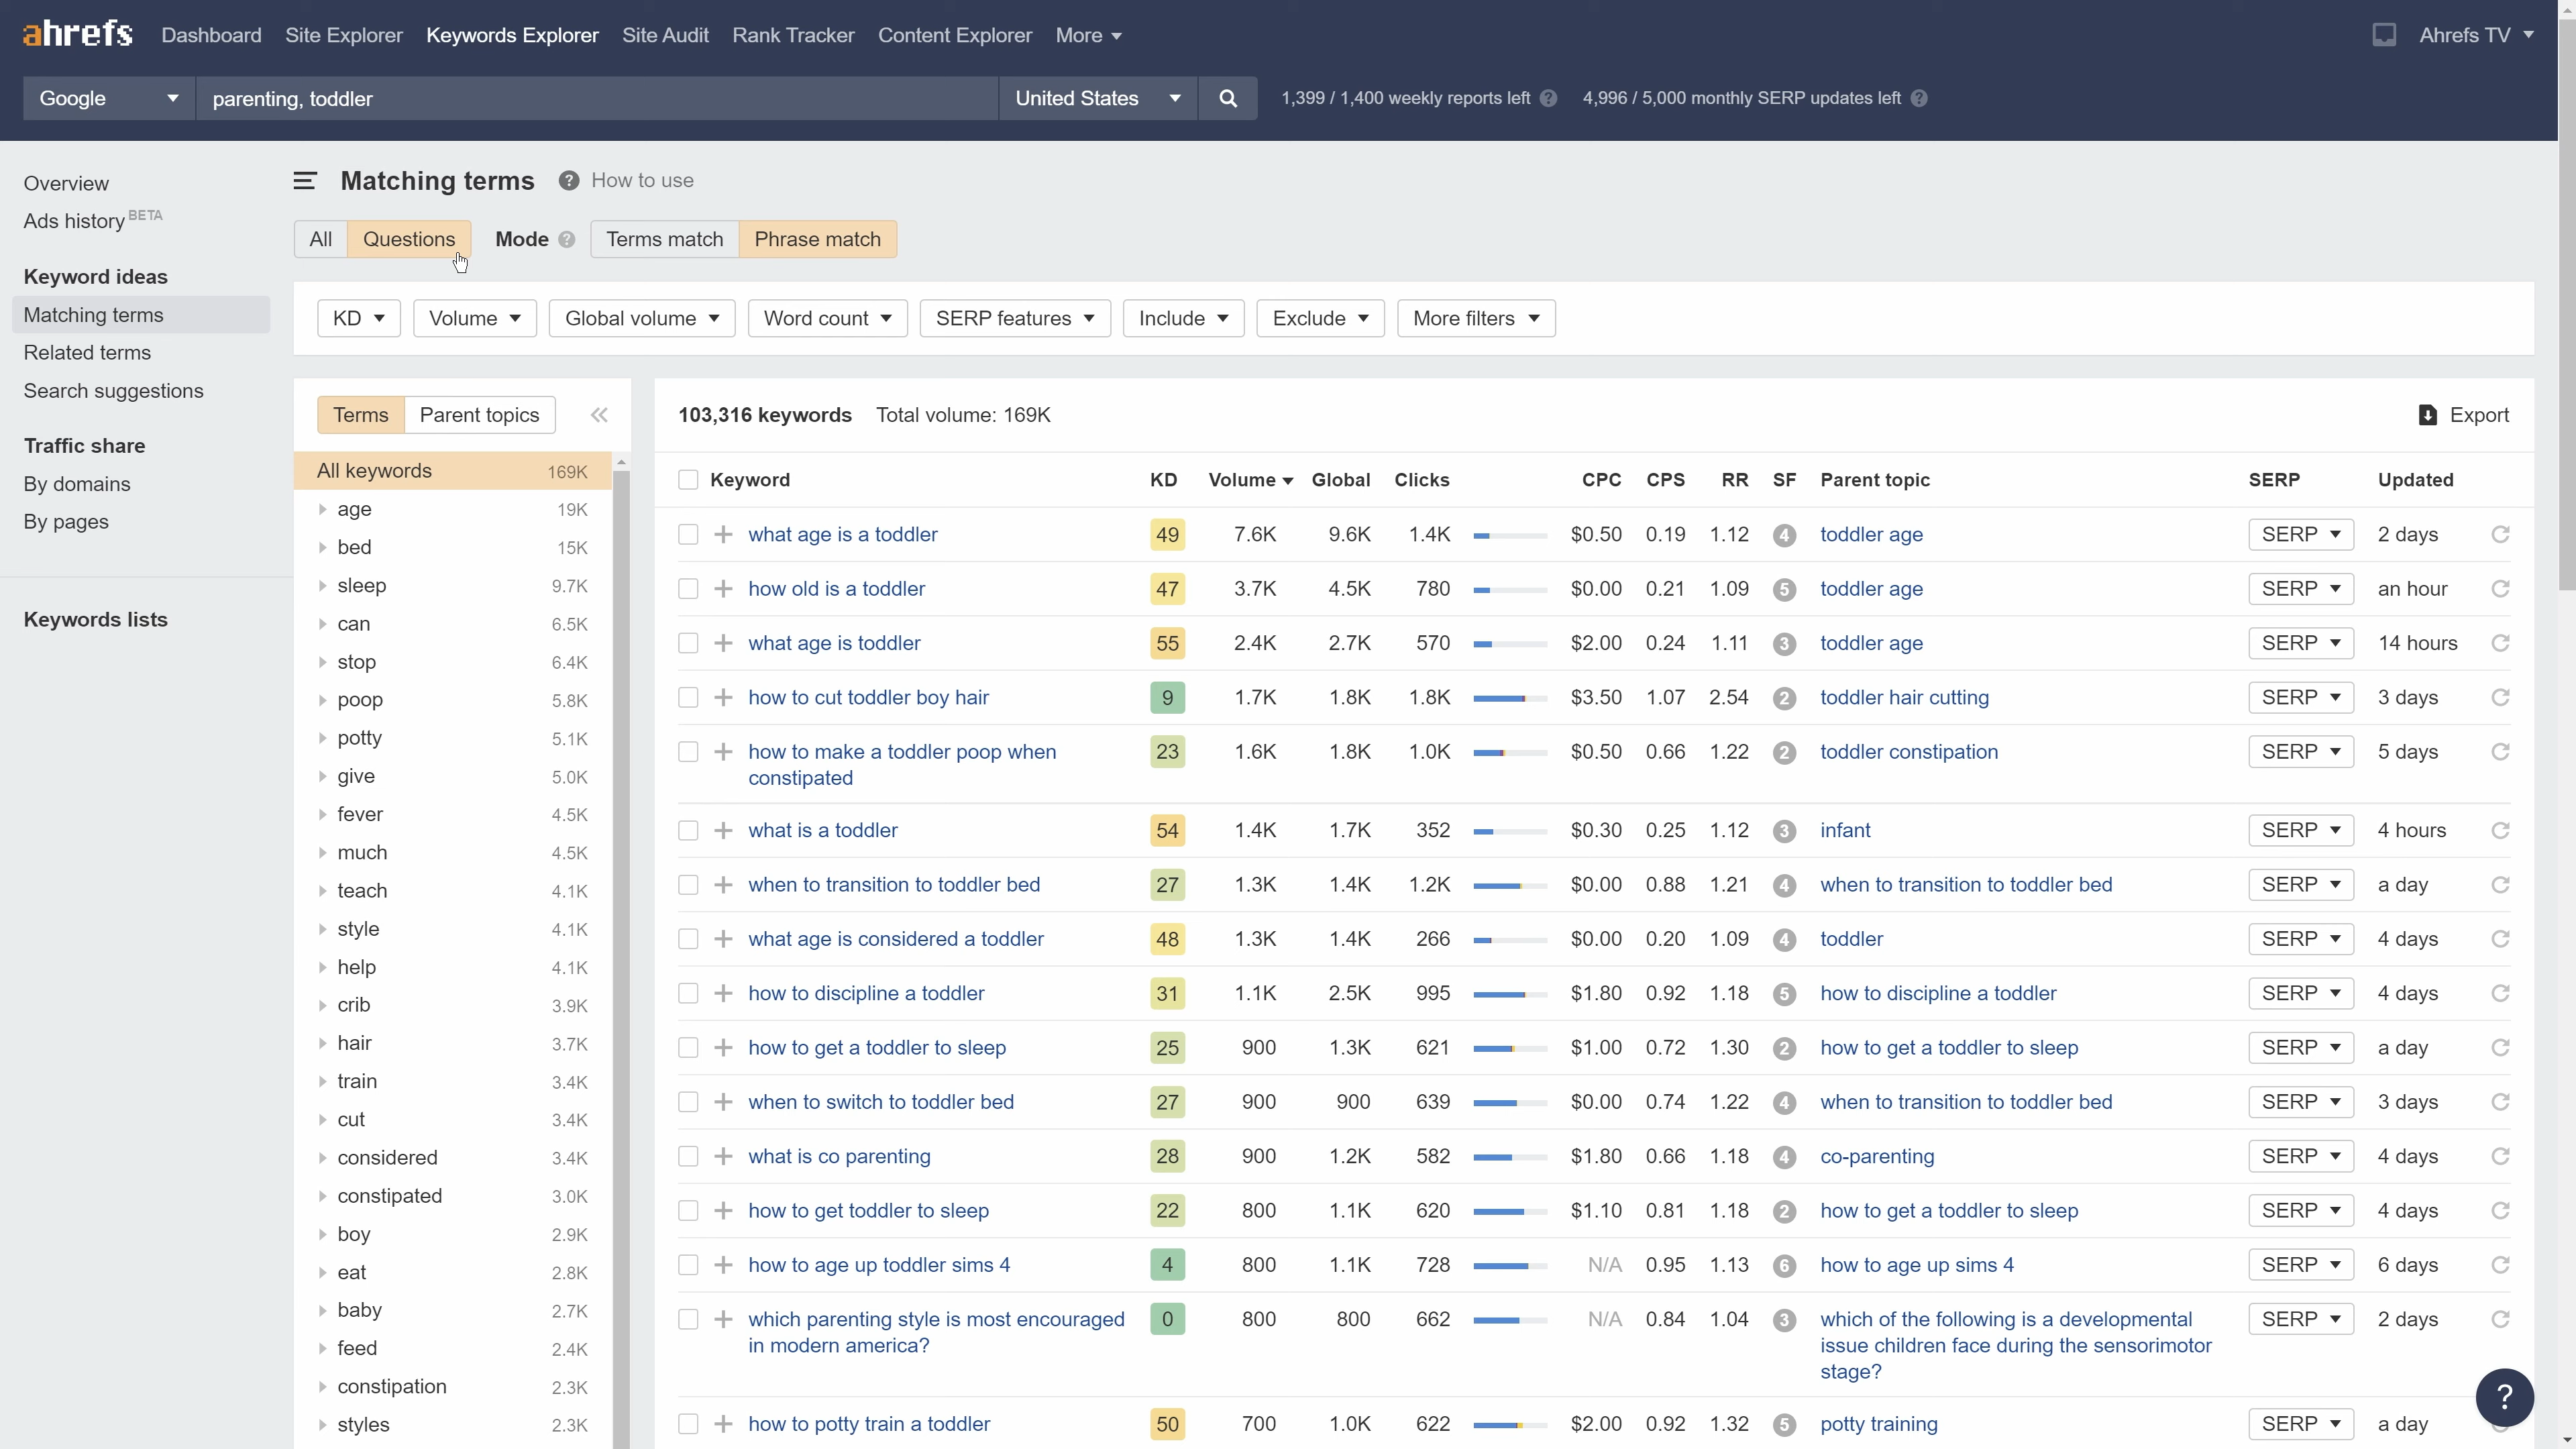 ahrefs Dashboard Site Explorer Keywords Explorer Site Audit Rank Tracker Content Explorer More Ahrefs TV
Google parenting, toddler United States 1,399 / 1,400 weekly reports left ? 4,996 / 5,000 monthly SERP updates left ?
Overview
Ads history BETA
Keyword ideas
Matching terms
Related terms
Search suggestions
Traffic share
By domains
By pages
Keywords lists
Matching terms ? How to use
All Questions Mode ? Terms match Phrase match
KD Volume Global volume Word count SERP features Include Exclude More filters
Terms Parent topics
All keywords 169K
age 19K
bed 15K
sleep 9.7K
can 6.5K
stop 6.4K
poop 5.8K
potty 5.1K
give 5.0K
fever 4.5K
much 4.5K
teach 4.1K
style 4.1K
help 4.1K
crib 3.9K
hair 3.7K
train 3.4K
cut 3.4K
considered 3.4K
constipated 3.0K
boy 2.9K
eat 2.8K
baby 2.7K
feed 2.4K
constipation 2.3K
styles 2.3K
103,316 keywords Total volume: 169K Export
Keyword KD Volume Global Clicks CPC CPS RR SF Parent topic SERP Updated
what age is a toddler 49 7.6K 9.6K 1.4K $0.50 0.19 1.12 4 toddler age SERP 2 days
how old is a toddler 47 3.7K 4.5K 780 $0.00 0.21 1.09 5 toddler age SERP an hour
what age is toddler 55 2.4K 2.7K 570 $2.00 0.24 1.11 3 toddler age SERP 14 hours
how to cut toddler boy hair 9 1.7K 1.8K 1.8K $3.50 1.07 2.54 2 toddler hair cutting SERP 3 days
how to make a toddler poop when 23 1.6K 1.8K 1.0K $0.50 0.66 1.22 2 toddler constipation SERP 5 days
constipated
what is a toddler 54 1.4K 1.7K 352 $0.30 0.25 1.12 3 infant SERP 4 hours
when to transition to toddler bed 27 1.3K 1.4K 1.2K $0.00 0.88 1.21 4 when to transition to toddler bed SERP a day
what age is considered a toddler 48 1.3K 1.4K 266 $0.00 0.20 1.09 4 toddler SERP 4 days
how to discipline a toddler 31 1.1K 2.5K 995 $1.80 0.92 1.18 5 how to discipline a toddler SERP 4 days
how to get a toddler to sleep 25 900 1.3K 621 $1.00 0.72 1.30 2 how to get a toddler to sleep SERP a day
when to switch to toddler bed 27 900 900 639 $0.00 0.74 1.22 4 when to transition to toddler bed SERP 3 days
what is co parenting 28 900 1.2K 582 $1.80 0.66 1.18 4 co-parenting SERP 4 days
how to get toddler to sleep 22 800 1.1K 620 $1.10 0.81 1.18 2 how to get a toddler to sleep SERP 4 days
how to age up toddler sims 4 4 800 1.1K 728 N/A 0.95 1.13 6 how to age up sims 4 SERP 6 days
which parenting style is most encouraged 0 800 800 662 N/A 0.84 1.04 3 which of the following is a developmental SERP 2 days
in modern america? issue children face during the sensorimotor
stage?
how to potty train a toddler 50 700 1.0K 622 $2.00 0.92 1.32 5 potty training SERP a day
?